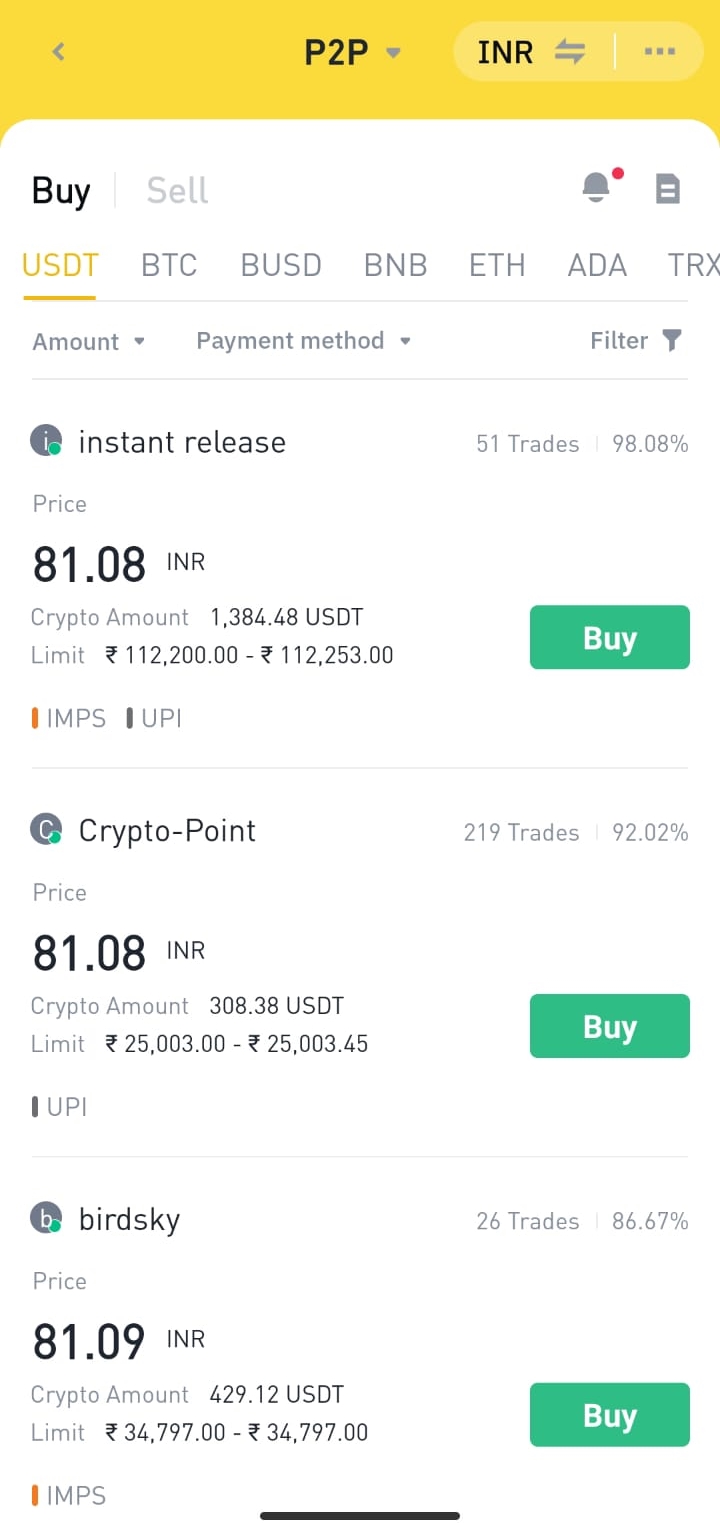 P2P INR
Buy Sell
USDT BTC BUSD BNB ETH ADA TRX
Amount Payment method Filter
i instant release 51 Trades 98.08%
Price
81.08 INR
Crypto Amount 1,384.48 USDT
Buy
Limit ₹ 112,200.00 - ₹ 112,253.00
IMPS UPI
C Crypto-Point 219 Trades 92.02%
Price
81.08 INR
Crypto Amount 308.38 USDT
Buy
Limit ₹ 25,003.00 - ₹ 25,003.45
UPI
b birdsky 26 Trades 86.67%
Price
81.09 INR
Crypto Amount 429.12 USDT
Buy
Limit ₹ 34,797.00 - ₹ 34,797.00
IMPS